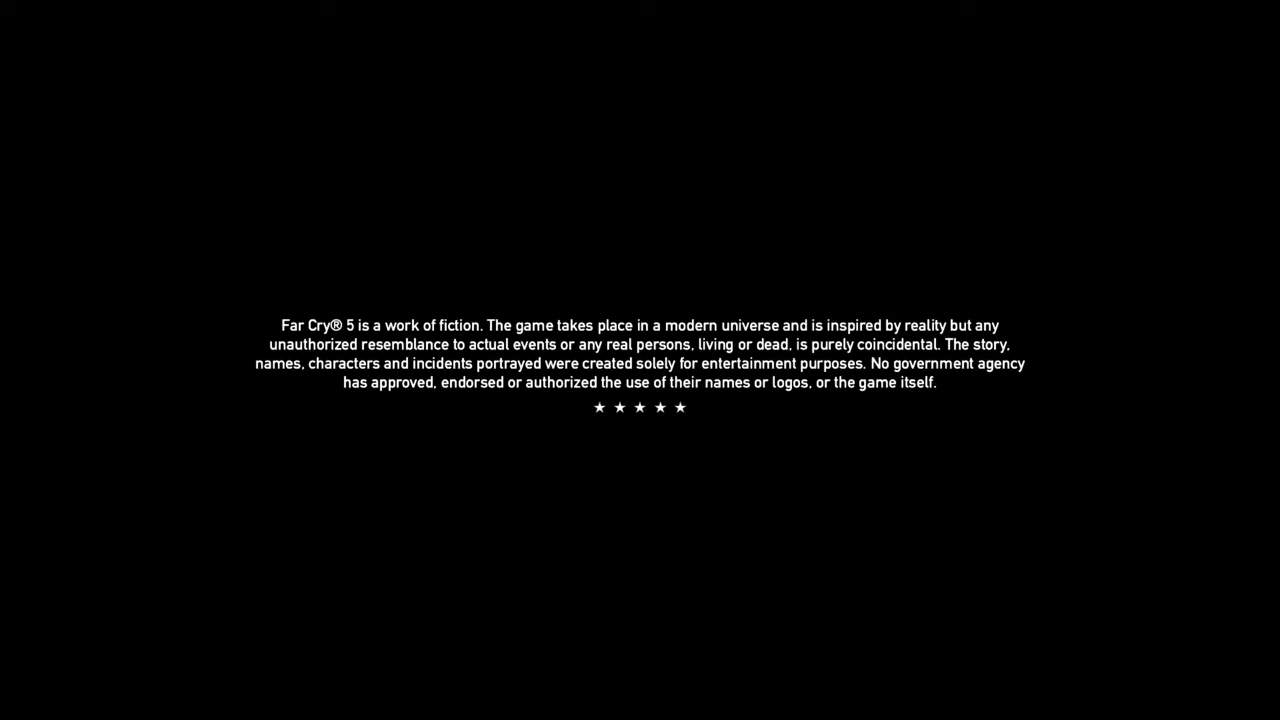 Far Cry® 5 is a work of fiction. The game takes place in a modern universe and is inspired by reality but any
unauthorized resemblance to actual events or any real persons, living or dead, is purely coincidental. The story,
names, characters and incidents portrayed were created solely for entertainment purposes. No government agency
has approved, endorsed or authorized the use of their names or logos, or the game itself.
★ ★ ★ ★ ★